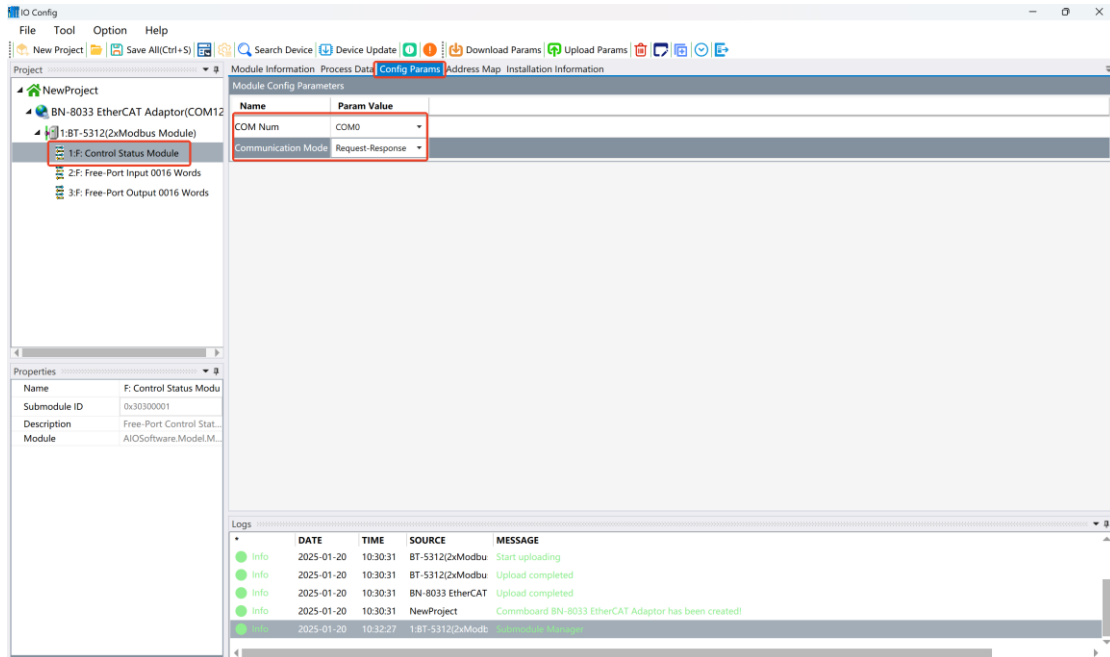 IO Config
File Tool Option Help
New Project Save All(Ctrl+S) Search Device Device Update Download Params Upload Params
Project
NewProject
BN-8033 EtherCAT Adaptor(COM12
1:BT-5312(2xModbus Module)
1:F: Control Status Module
2:F: Free-Port Input 0016 Words
3:F: Free-Port Output 0016 Words
Module Information Process Data Config Params Address Map Installation Information
Module Config Parameters
Name Param Value
COM Num COM0
Communication Mode Request-Response
Properties
Name F: Control Status Modu
Submodule ID 0x30300001
Description Free-Port Control Stat...
Module AIOSoftware.Model.M...
Logs
* DATE TIME SOURCE MESSAGE
Info 2025-01-20 10:30:31 BT-5312(2xModbu Start uploading
Info 2025-01-20 10:30:31 BT-5312(2xModbu Upload completed
Info 2025-01-20 10:30:31 BN-8033 EtherCAT Upload completed
Info 2025-01-20 10:30:31 NewProject Commboard BN-8033 EtherCAT Adaptor has been created!
Info 2025-01-20 10:32:27 1:BT-5312(2xModb Submodule Manager